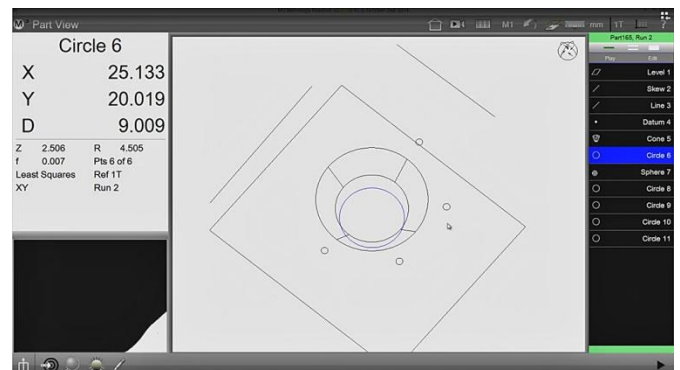 Part View
M1
mm
1T
?
Circle 6
X 25.133
Y 20.019
D 9.009
Z 2.506 R 4.505
f 0.007 Pts 6 of 6
Least Squares Ref 1T
XY Run 2
Part165, Run 2
Play Edit
Level 1
Skew 2
Line 3
Datum 4
Cone 5
Circle 6
Sphere 7
Circle 8
Circle 9
Circle 10
Circle 11